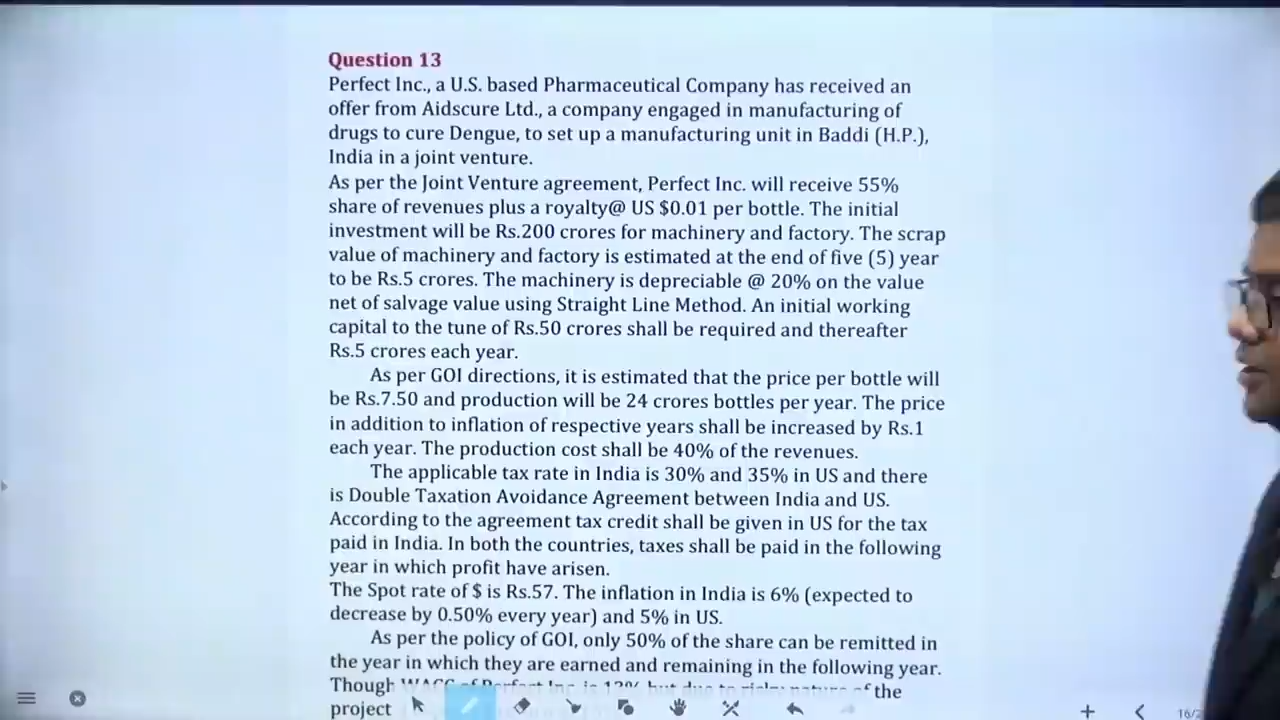 Question 13
Perfect Inc., a U.S. based Pharmaceutical Company has received an
offer from Aidscure Ltd., a company engaged in manufacturing of
drugs to cure Dengue, to set up a manufacturing unit in Baddi (H.P.),
India in a joint venture.
As per the Joint Venture agreement, Perfect Inc. will receive 55%
share of revenues plus a royalty@ US $0.01 per bottle. The initial
investment will be Rs.200 crores for machinery and factory. The scrap
value of machinery and factory is estimated at the end of five (5) year
to be Rs.5 crores. The machinery is depreciable @ 20% on the value
net of salvage value using Straight Line Method. An initial working
capital to the tune of Rs.50 crores shall be required and thereafter
Rs.5 crores each year.
As per GOI directions, it is estimated that the price per bottle will
be Rs.7.50 and production will be 24 crores bottles per year. The price
in addition to inflation of respective years shall be increased by Rs.1
each year. The production cost shall be 40% of the revenues.
The applicable tax rate in India is 30% and 35% in US and there
is Double Taxation Avoidance Agreement between India and US.
According to the agreement tax credit shall be given in US for the tax
paid in India. In both the countries, taxes shall be paid in the following
year in which profit have arisen.
The Spot rate of $ is Rs.57. The inflation in India is 6% (expected to
decrease by 0.50% every year) and 5% in US.
As per the policy of GOI, only 50% of the share can be remitted in
the year in which they are earned and remaining in the following year.
Though WACC of Perfect Inc. is 12% but due to risky nature of the
project